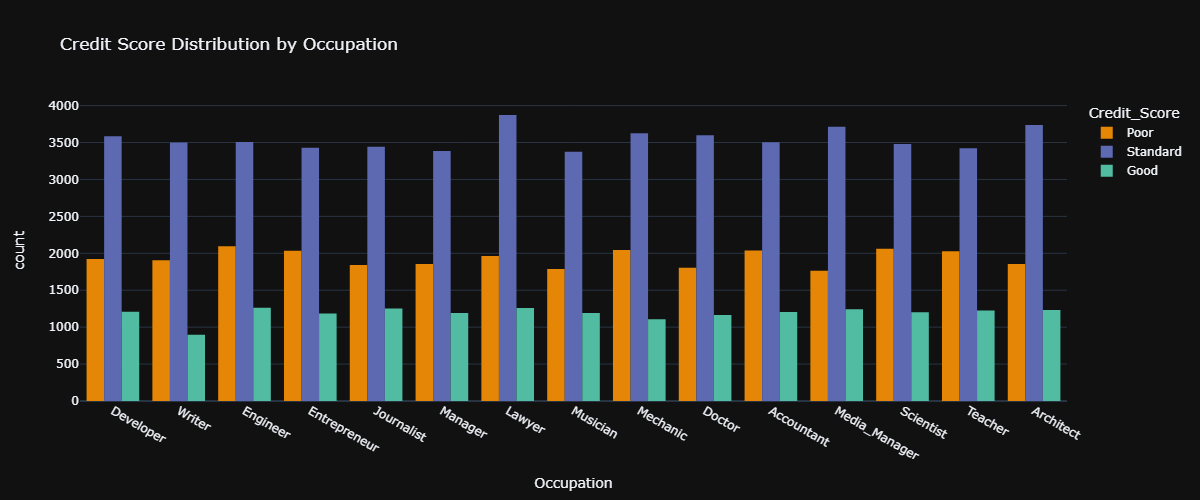 Credit Score Distribution by Occupation
4000
3500
3000
2500
2000
1500
1000
500
0
count
Developer
Writer
Engineer
Entrepreneur
Journalist
Manager
Lawyer
Musician
Mechanic
Doctor
Accountant
Media_Manager
Scientist
Teacher
Architect
Occupation
Credit_Score
Poor
Standard
Good